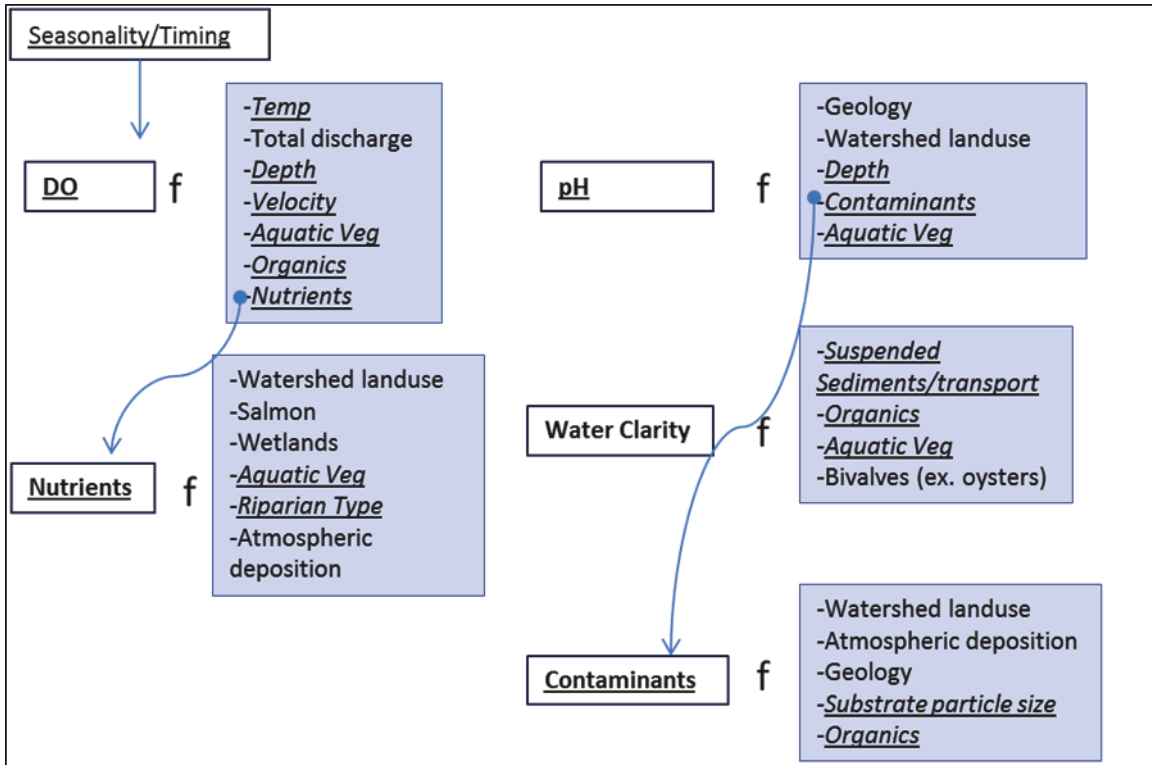 Seasonality/Timing
DO
f
-Temp
-Total discharge
-Depth
-Velocity
-Aquatic Veg
-Organics
-Nutrients
Nutrients
f
-Watershed landuse
-Salmon
-Wetlands
-Aquatic Veg
-Riparian Type
-Atmospheric
deposition
pH
f
-Geology
-Watershed landuse
-Depth
-Contaminants
-Aquatic Veg
Water Clarity
f
-Suspended
Sediments/transport
-Organics
-Aquatic Veg
-Bivalves (ex. oysters)
Contaminants
f
-Watershed landuse
-Atmospheric deposition
-Geology
-Substrate particle size
-Organics